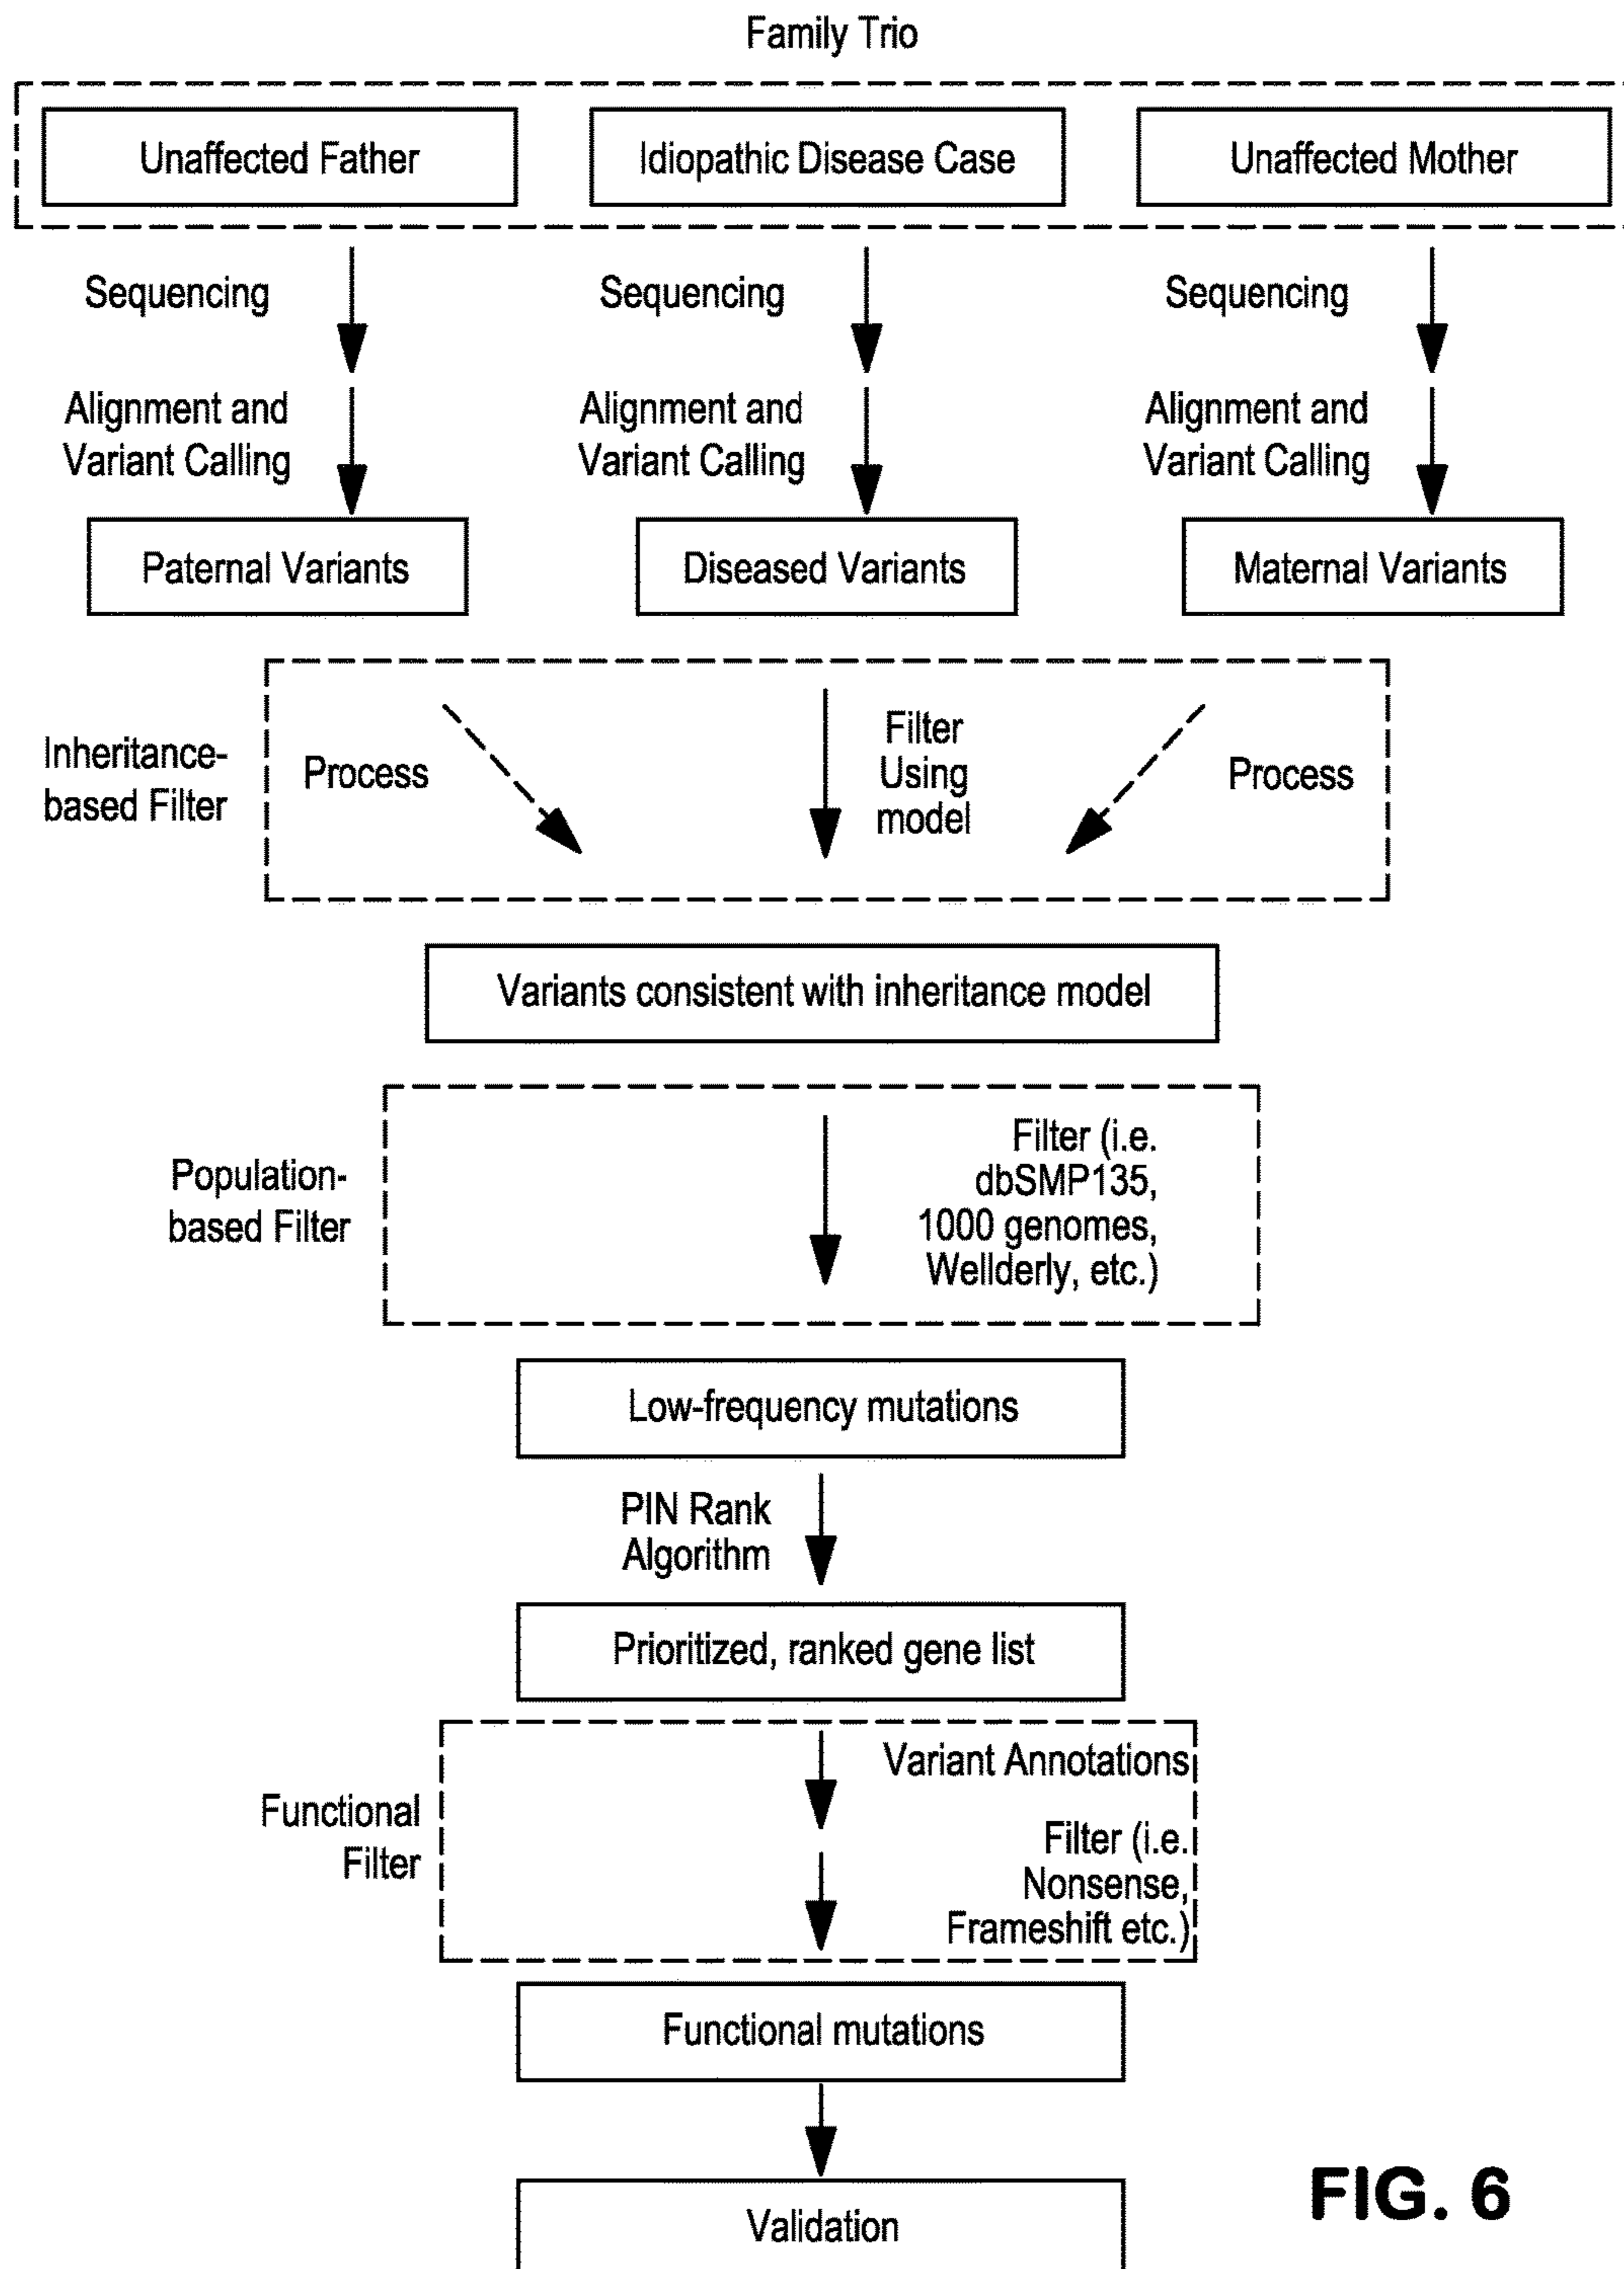 Family Trio
Unaffected Father
Idiopathic Disease Case
Unaffected Mother
Sequencing
Sequencing
Sequencing
Alignment and
Variant Calling
Alignment and
Variant Calling
Alignment and
Variant Calling
Paternal Variants
Diseased Variants
Maternal Variants
Inheritance-
based Filter
Process
Filter
Using
model
Process
Variants consistent with inheritance model
Population-
based Filter
Filter (i.e.
dbSMP135,
1000 genomes,
Wellderly, etc.)
Low-frequency mutations
PIN Rank
Algorithm
Prioritized, ranked gene list
Functional
Filter
Variant Annotations
Filter (i.e.
Nonsense,
Frameshift etc.)
Functional mutations
Validation
FIG. 6